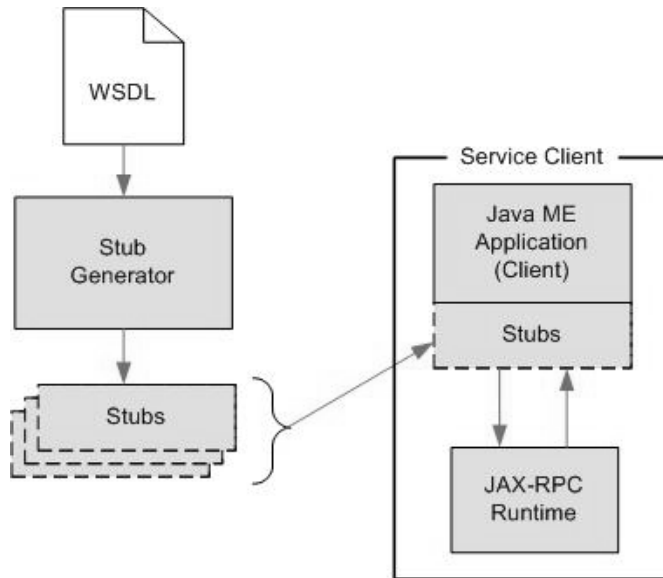 WSDL
Stub
Generator
Stubs
Service Client
Java ME
Application
(Client)
Stubs
JAX-RPC
Runtime